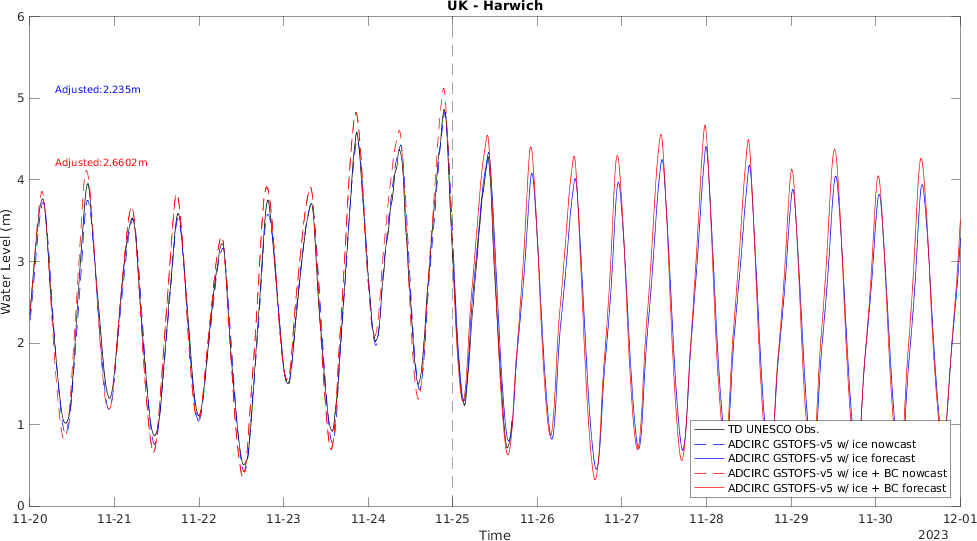 UK - Harwich
6
5
4
3
2
1
0
Water Level (m)
Adjusted:2.235m
Adjusted:2.6602m
TD UNESCO Obs.
ADCIRC GSTOFS-v5 w/ ice nowcast
ADCIRC GSTOFS-v5 w/ ice forecast
ADCIRC GSTOFS-v5 w/ ice + BC nowcast
ADCIRC GSTOFS-v5 w/ ice + BC forecast
11-20 11-21 11-22 11-23 11-24 11-25 11-26 11-27 11-28 11-29 11-30 12-01
Time
2023